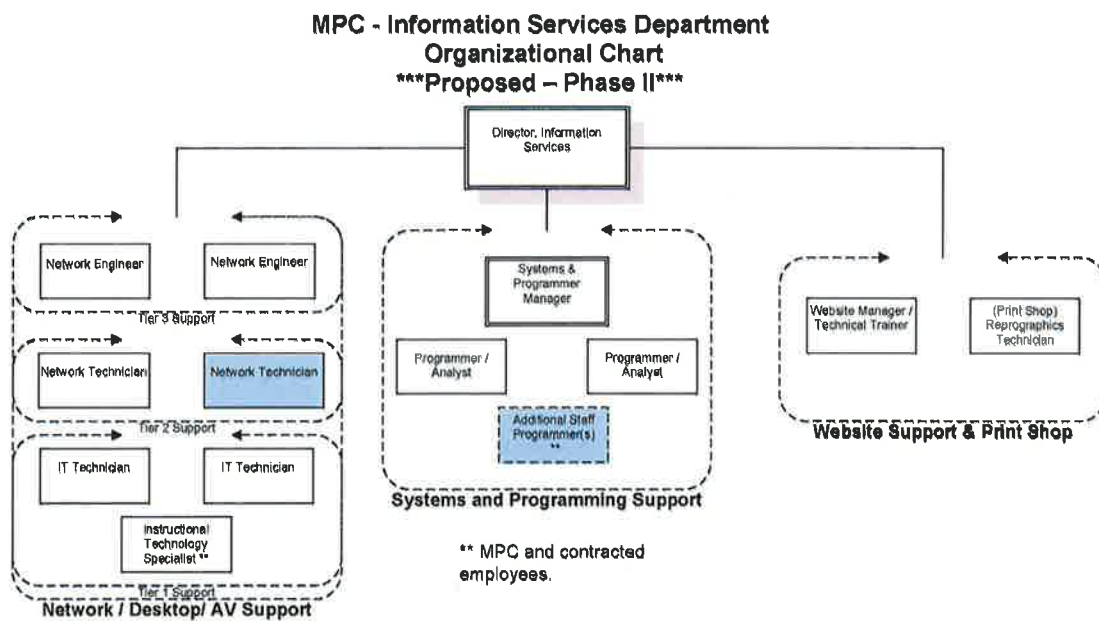 MPC - Information Services Department
Organizational Chart
***Proposed – Phase II***
Director, Information
Services
Network Engineer
Network Engineer
Tier 3 Support
Network Technician
Network Technician
Tier 2 Support
IT Technician
IT Technician
Instructional
Technology
Specialist **
Tier 1 Support
Network / Desktop/ AV Support
Systems &
Programmer
Manager
Programmer /
Analyst
Programmer /
Analyst
Additional Staff
Programmer(s)
**
Systems and Programming Support
** MPC and contracted
employees.
Website Manager /
Technical Trainer
(Print Shop)
Reprographics
Technician
Website Support & Print Shop